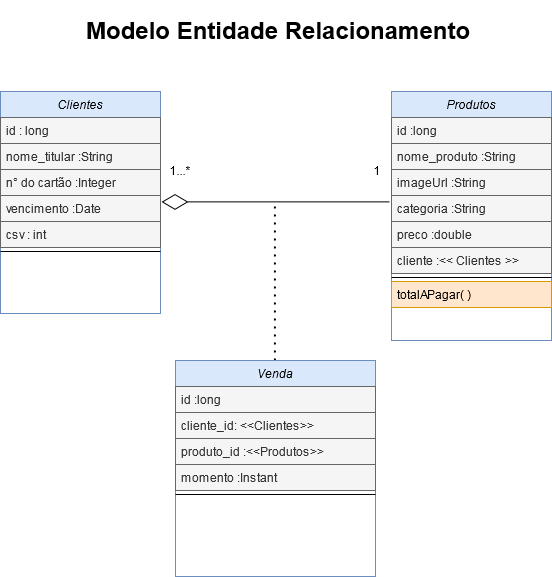 Modelo Entidade Relacionamento
Clientes
id : long
nome_titular :String
n° do cartão :Integer
vencimento :Date
csv : int
1...*
1
Produtos
id :long
nome_produto :String
imageUrl :String
categoria :String
preco :double
cliente :<< Clientes >>
totalAPagar( )
Venda
id :long
cliente_id: <<Clientes>>
produto_id :<<Produtos>>
momento :Instant